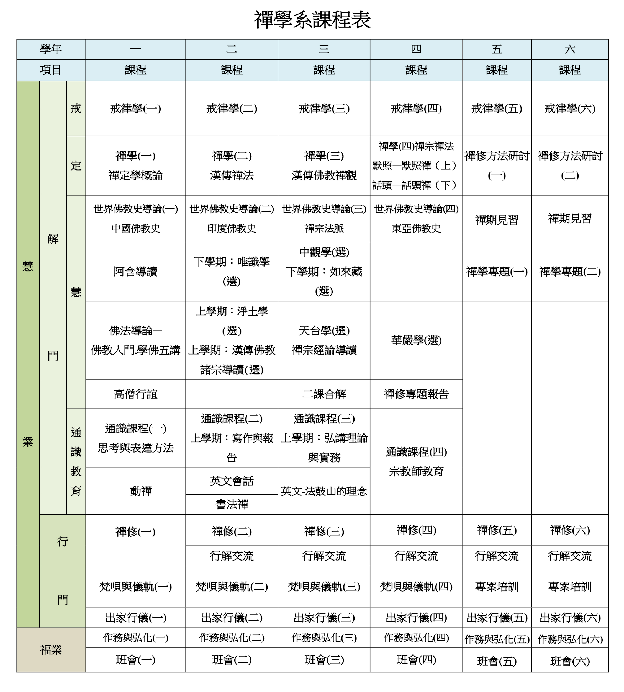 禪學系課程表
學年 一 二 三 四 五 六
項目 課程 課程 課程 課程 課程 課程
慧業
解門
戒 戒律學(一) 戒律學(二) 戒律學(三) 戒律學(四) 戒律學(五) 戒律學(六)
定
禪學(一)
禪定學概論
禪學(二)
漢傳禪法
禪學(三)
漢傳佛教禪觀
禪學(四)禪宗禪法
默照—默照禪（上）
話頭—話頭禪（下）
禪修方法研討
(一)
禪修方法研討
(二)
慧
世界佛教史導論(一)
中國佛教史
世界佛教史導論(二)
印度佛教史
世界佛教史導論(三)
禪宗法脈
世界佛教史導論(四)
東亞佛教史
禪期見習
禪期見習
阿含導讀
下學期：唯識學
(選)
中觀學(選)
下學期：如來藏
(選)
禪學專題(一)
禪學專題(二)
佛法導論—
佛教入門.學佛五講
上學期：淨土學
(選)
上學期：漢傳佛教
諸宗導讀(選)
天台學(選)
禪宗經論導讀
華嚴學(選)
高僧行誼 二課合解 禪修專題報告
通識教育
通識課程(一)
思考與表達方法
通識課程(二)
上學期：寫作與報
告
通識課程(三)
上學期：弘講理論
與實務
通識課程(四)
宗教師教育
動禪
英文會話
書法禪
英文-法鼓山的理念
行門
禪修(一) 禪修(二) 禪修(三) 禪修(四) 禪修(五) 禪修(六)
行解交流 行解交流 行解交流 行解交流 行解交流
梵唄與儀軌(一) 梵唄與儀軌(二) 梵唄與儀軌(三) 梵唄與儀軌(四) 專案培訓 專案培訓
出家行儀(一) 出家行儀(二) 出家行儀(三) 出家行儀(四) 出家行儀(五) 出家行儀(六)
福業
作務與弘化(一) 作務與弘化(二) 作務與弘化(三) 作務與弘化(四) 作務與弘化(五) 作務與弘化(六)
班會(一) 班會(二) 班會(三) 班會(四) 班會(五) 班會(六)